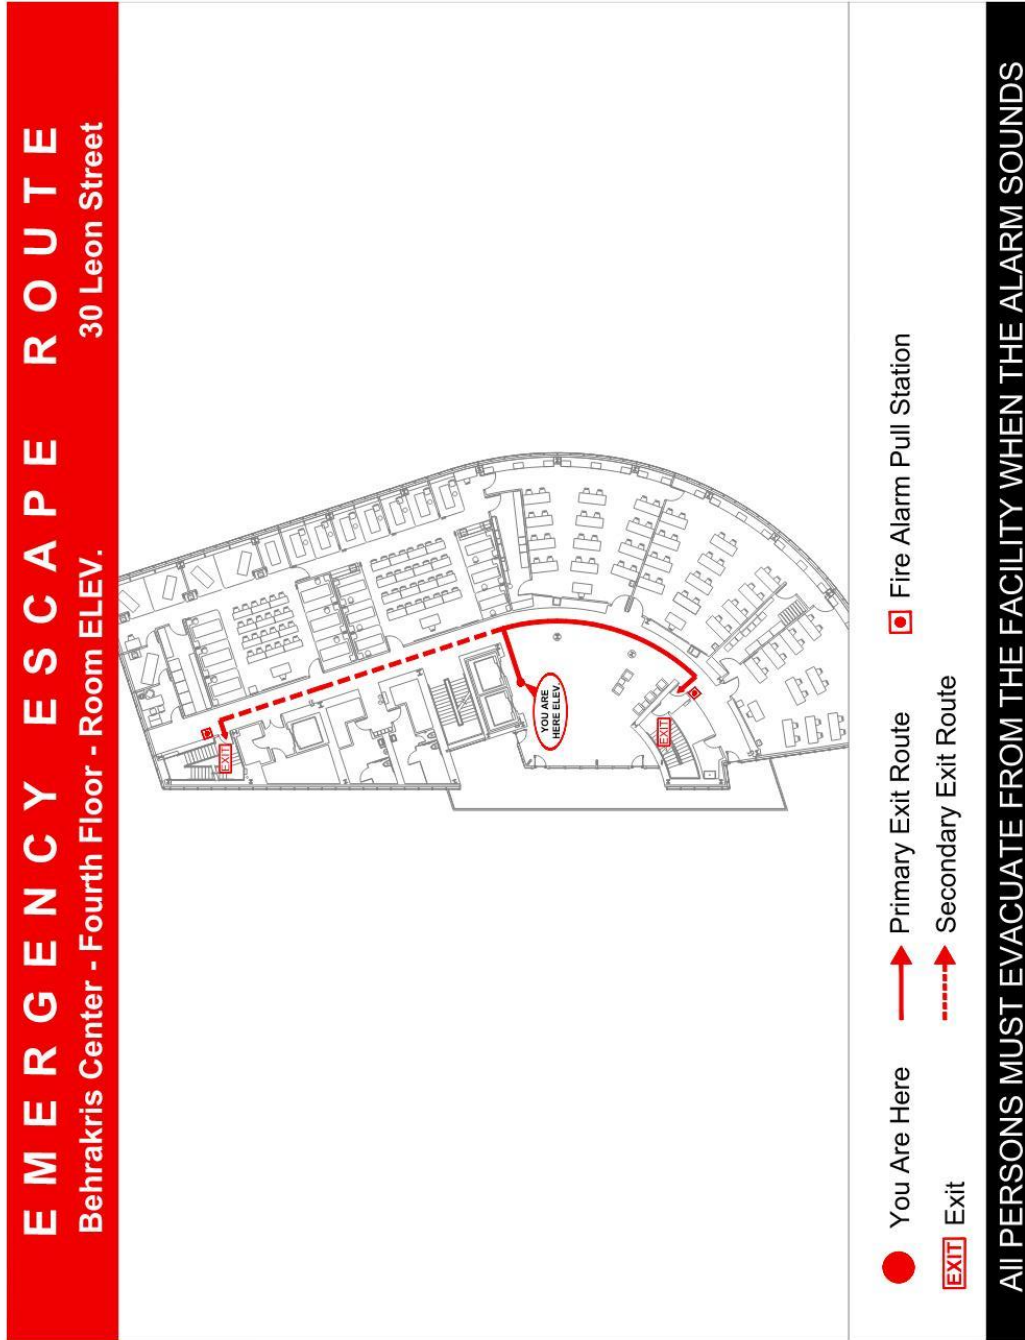 EMERGENCY ESCAPE ROUTE
Behrakris Center - Fourth Floor - Room ELEV.
30 Leon Street
EXIT
YOU ARE
HERE ELEV.
EXIT
You Are Here
Primary Exit Route
Fire Alarm Pull Station
EXIT Exit
Secondary Exit Route
All PERSONS MUST EVACUATE FROM THE FACILITY WHEN THE ALARM SOUNDS